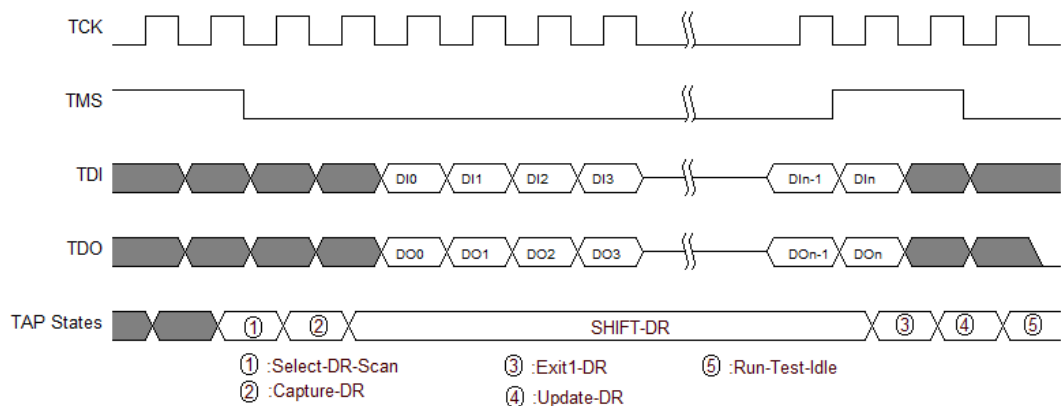 TCK
TMS
TDI DI0 DI1 DI2 DI3 DIn-1 DIn
TDO DO0 DO1 DO2 DO3 DOn-1 DOn
TAP States 1 2 SHIFT-DR 3 4 5
1 :Select-DR-Scan 3 :Exit1-DR 5 :Run-Test-Idle
2 :Capture-DR 4 :Update-DR